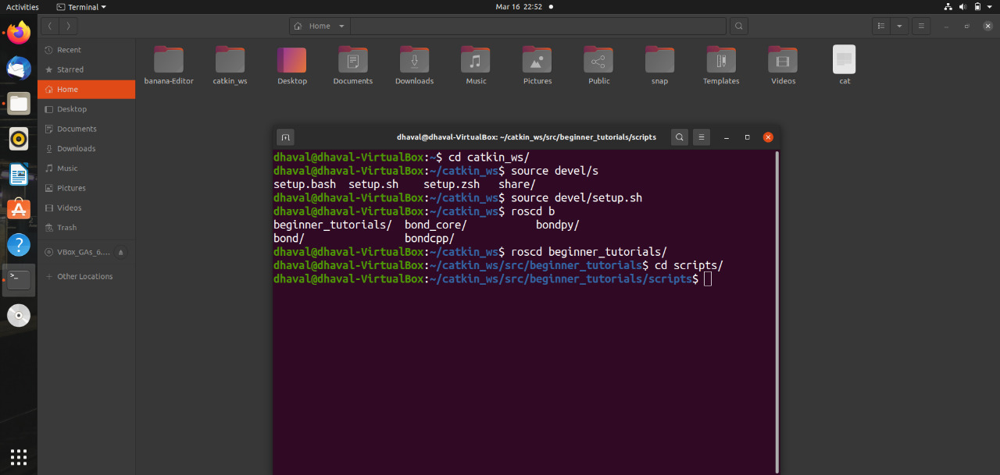 Activities
Terminal
Mar 16 22:52
Home
Recent
Starred
Home
Desktop
Documents
Downloads
Music
Pictures
Videos
Trash
VBox_GAs_6....
Other Locations
banana-Editor catkin_ws Desktop Documents Downloads Music Pictures Public snap Templates Videos cat
dhaval@dhaval-VirtualBox: ~/catkin_ws/src/beginner_tutorials/scripts
dhaval@dhaval-VirtualBox:~$ cd catkin_ws/
dhaval@dhaval-VirtualBox:~/catkin_ws$ source devel/s
setup.bash  setup.sh    setup.zsh   share/
dhaval@dhaval-VirtualBox:~/catkin_ws$ source devel/setup.sh
dhaval@dhaval-VirtualBox:~/catkin_ws$ roscd b
beginner_tutorials/  bond_core/           bondpy/
bond/                bondcpp/
dhaval@dhaval-VirtualBox:~/catkin_ws$ roscd beginner_tutorials/
dhaval@dhaval-VirtualBox:~/catkin_ws/src/beginner_tutorials$ cd scripts/
dhaval@dhaval-VirtualBox:~/catkin_ws/src/beginner_tutorials/scripts$